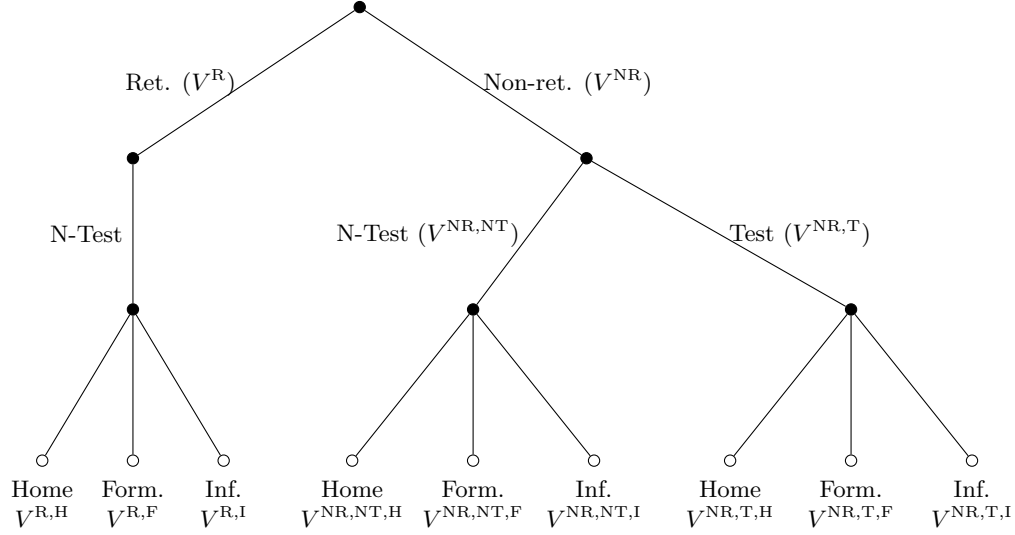 Ret. (V^R)
Non-ret. (V^NR)
N-Test
N-Test (V^NR,NT)
Test (V^NR,T)
Home
V^R,H
Form.
V^R,F
Inf.
V^R,I
Home
V^NR,NT,H
Form.
V^NR,NT,F
Inf.
V^NR,NT,I
Home
V^NR,T,H
Form.
V^NR,T,F
Inf.
V^NR,T,I